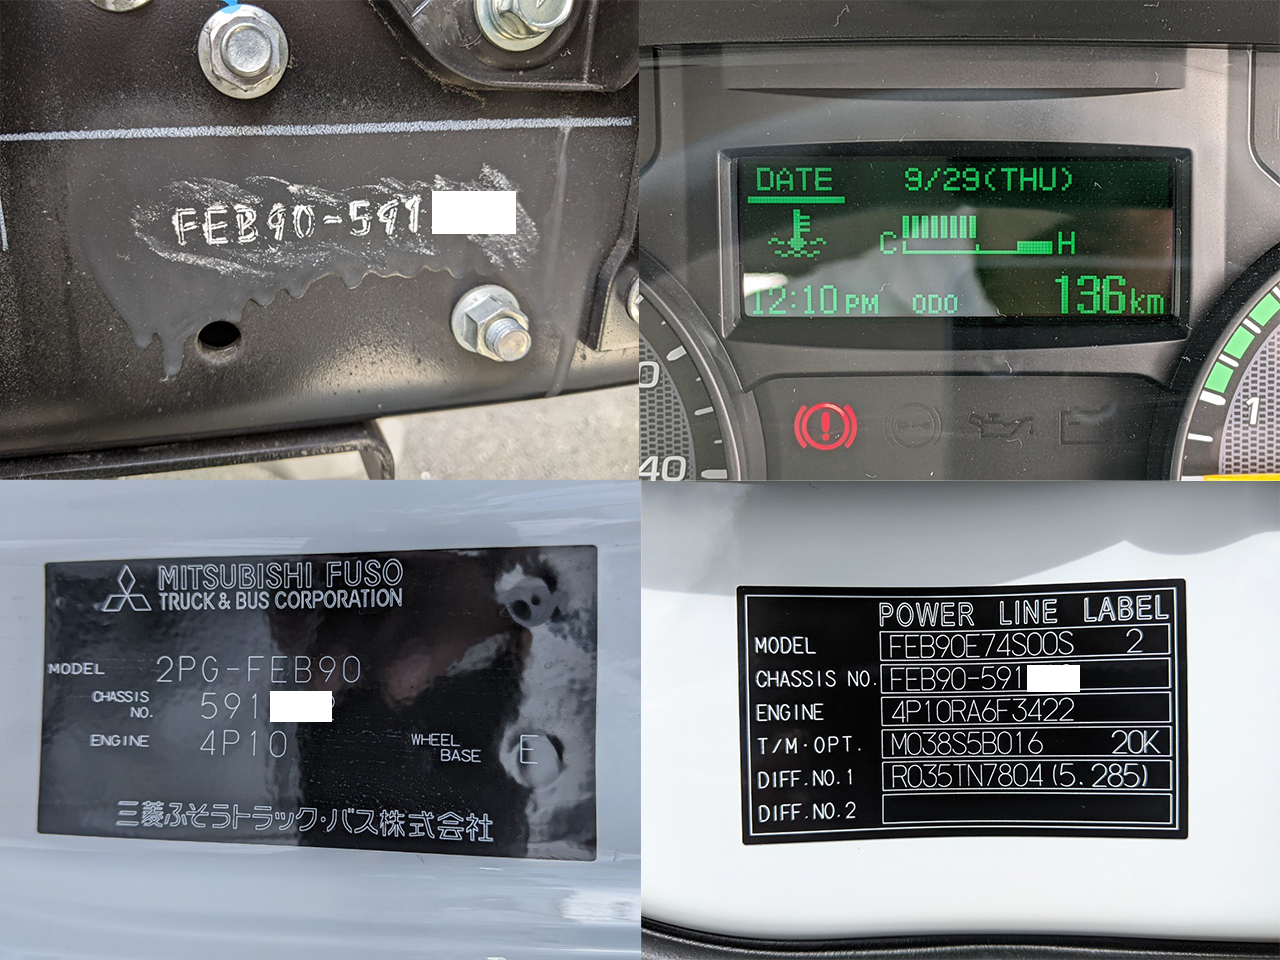 FEB90-591
DATE 9/29(THU)
C H
12:10 PM ODO 136km
0
40
1
MITSUBISHI FUSO
TRUCK & BUS CORPORATION
MODEL 2PG-FEB90
CHASSIS NO. 591
ENGINE 4P10 WHEEL BASE E
三菱ふそうトラック・バス株式会社
POWER LINE LABEL
MODEL FEB90E74S00S 2
CHASSIS NO. FEB90-591
ENGINE 4P10RA6F3422
T/M・OPT. M038S5B016 20K
DIFF.NO.1 R035TN7804(5.285)
DIFF.NO.2